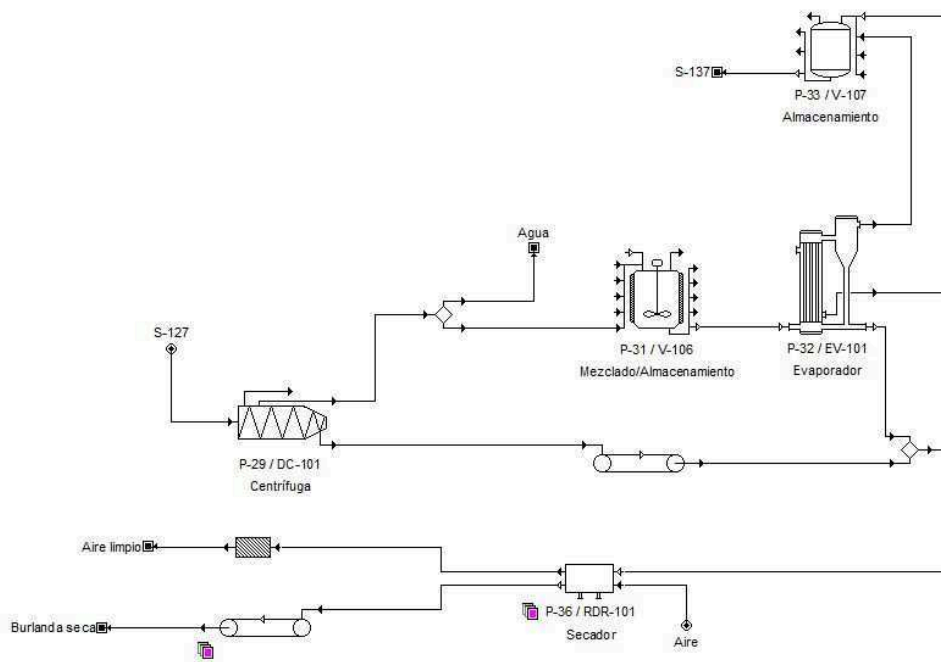 S-137
P-33 / V-107
Almacenamiento
Agua
S-127
P-31 / V-106
Mezclado/Almacenamiento
P-32 / EV-101
Evaporador
P-29 / DC-101
Centrífuga
Aire limpio
P-36 / RDR-101
Secador
Aire
Burlanda seca